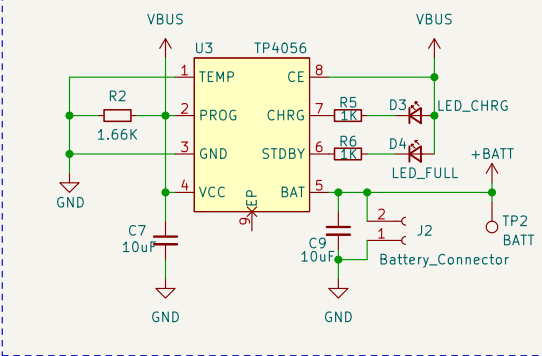 VBUS
VBUS
U3
TP4056
1
TEMP
CE
8
R2
1.66K
2
PROG
CHRG
7
R5
1K
D3
LED_CHRG
3
GND
STDBY
6
R6
1K
D4
LED_FULL
+BATT
GND
4
VCC
BAT
5
EP
9
C7
10uF
C9
10uF
2
1
J2
Battery_Connector
TP2
BATT
GND
GND